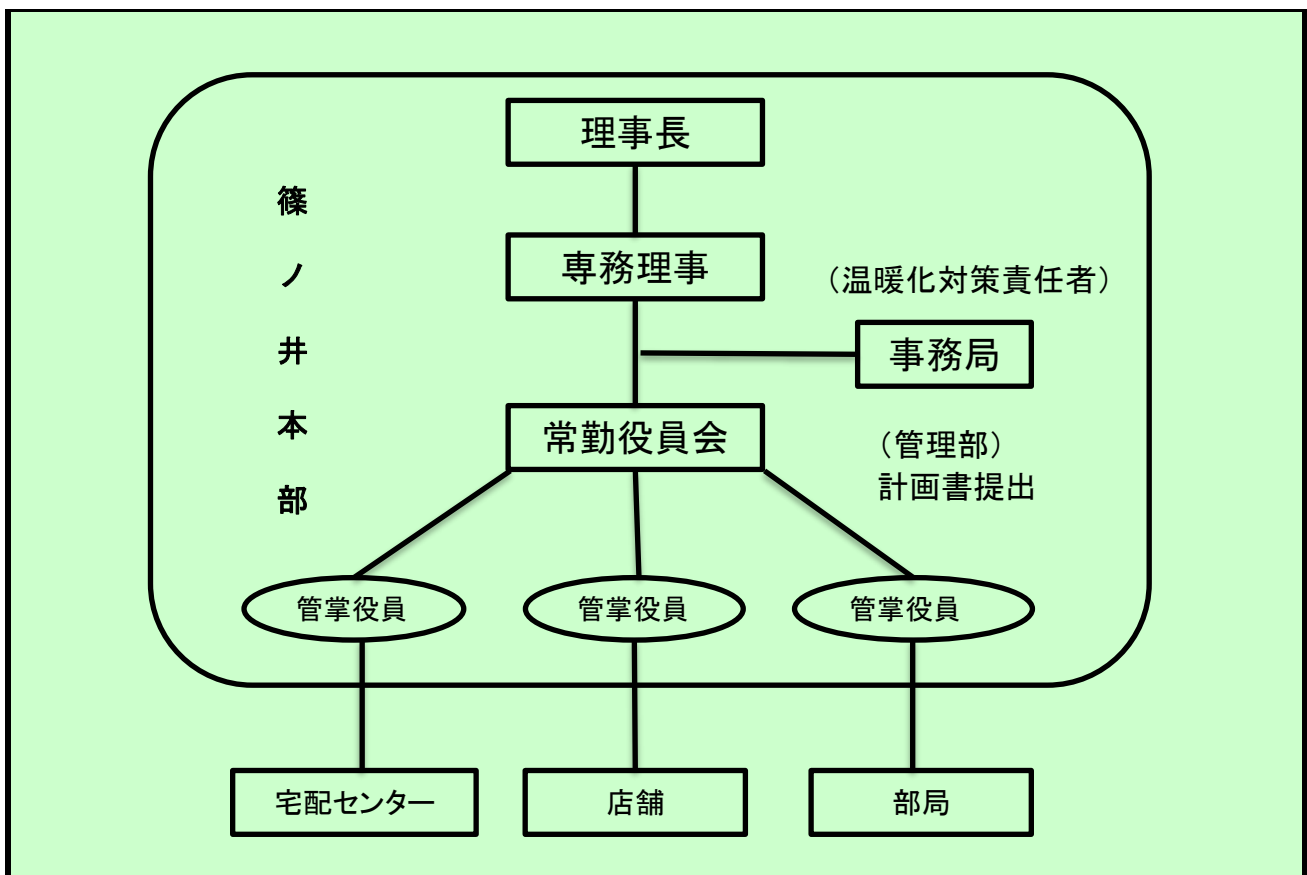 理事長
篠ノ井本部
専務理事
（温暖化対策責任者）
事務局
常勤役員会
（管理部）
計画書提出
管掌役員
管掌役員
管掌役員
宅配センター
店舗
部局